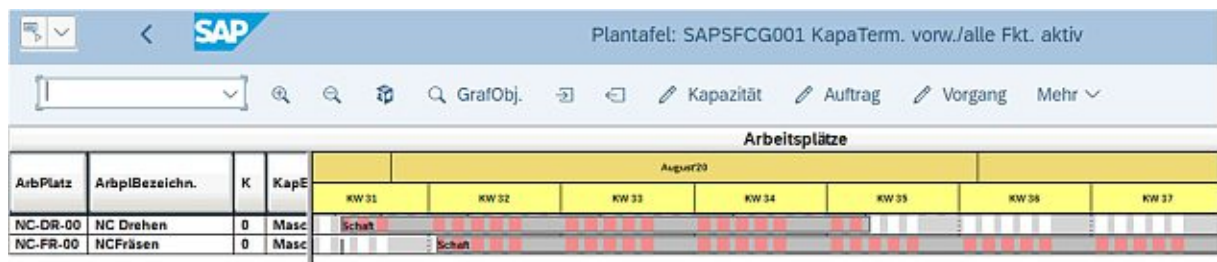 SAP Plantafel: SAPSFCG001 KapaTerm. vorw./alle Fkt. aktiv
GrafObj. Kapazität Auftrag Vorgang Mehr
Arbeitsplätze
ArbPlatz ArbplBezeichn. K KapE August'20
KW 31 KW 32 KW 33 KW 34 KW 35 KW 36 KW 37
NC-DR-00 NC Drehen 0 Masc Schaft
NC-FR-00 NCFräsen 0 Masc Schaft